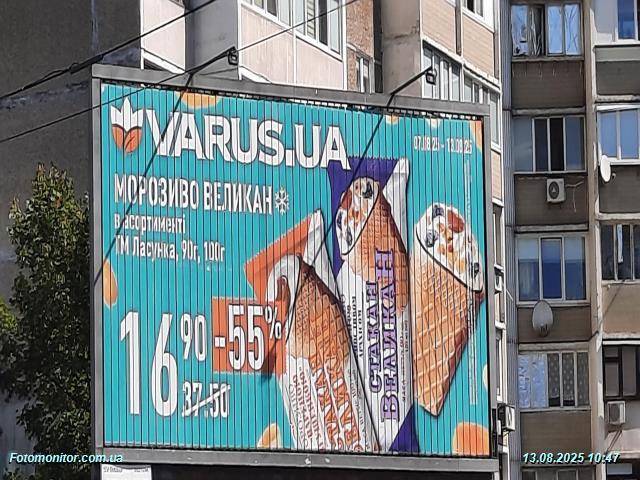 VARUS.UA
07.08.25 - 13.08.25
МОРОЗИВО ВЕЛИКАН
в асортименті
ТМ Ласунка, 90г, 100г
16 90
-55%
37.50
СТАКАН
ВЕЛИКАН
Fotomonitor.com.ua
13.08.2025 10:47